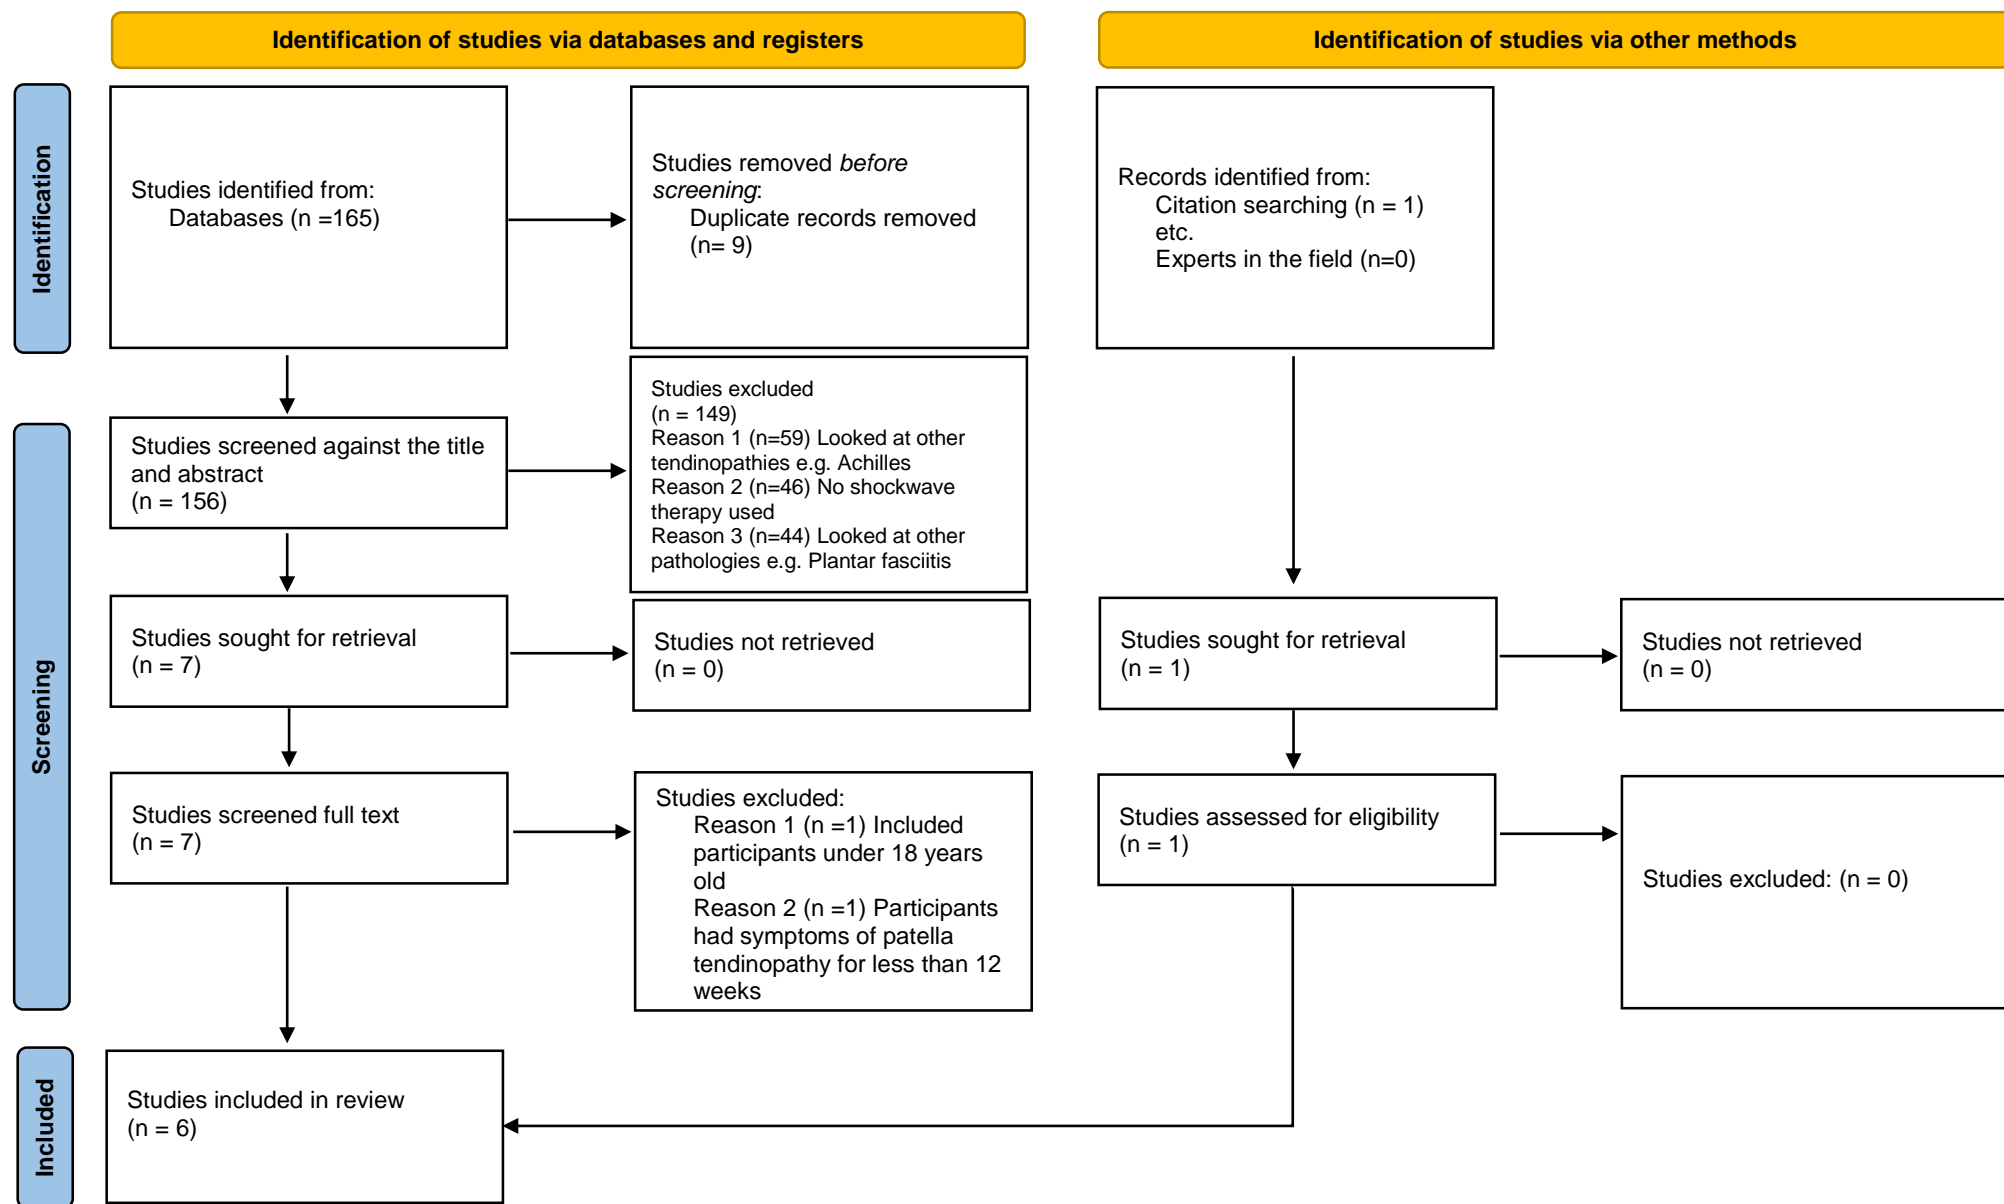 Identification of studies via databases and registers
Identification of studies via other methods
Identification
Studies identified from:
Databases (n =165)
Studies removed before
screening:
Duplicate records removed
(n= 9)
Records identified from:
Citation searching (n = 1)
etc.
Experts in the field (n=0)
Screening
Studies screened against the title
and abstract
(n = 156)
Studies excluded
(n = 149)
Reason 1 (n=59) Looked at other
tendinopathies e.g. Achilles
Reason 2 (n=46) No shockwave
therapy used
Reason 3 (n=44) Looked at other
pathologies e.g. Plantar fasciitis
Studies sought for retrieval
(n = 7)
Studies not retrieved
(n = 0)
Studies sought for retrieval
(n = 1)
Studies not retrieved
(n = 0)
Studies screened full text
(n = 7)
Studies excluded:
Reason 1 (n =1) Included
participants under 18 years
old
Reason 2 (n =1) Participants
had symptoms of patella
tendinopathy for less than 12
weeks
Studies assessed for eligibility
(n = 1)
Studies excluded: (n = 0)
Included
Studies included in review
(n = 6)